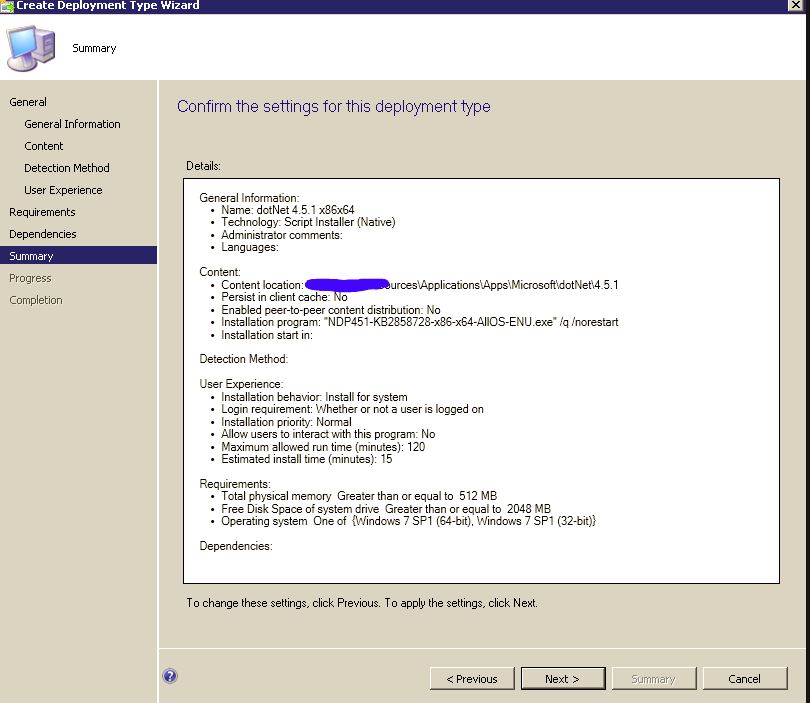 Create Deployment Type Wizard
Summary
General
General Information
Content
Detection Method
User Experience
Requirements
Dependencies
Summary
Progress
Completion
Confirm the settings for this deployment type
Details:
General Information:
• Name: dotNet 4.5.1 x86x64
• Technology: Script Installer (Native)
• Administrator comments:
• Languages:
Content:
• Content location: ources\Applications\Apps\Microsoft\dotNet\4.5.1
• Persist in client cache: No
• Enabled peer-to-peer content distribution: No
• Installation program: "NDP451-KB2858728-x86-x64-AllOS-ENU.exe" /q /norestart
• Installation start in:
Detection Method:
User Experience:
• Installation behavior: Install for system
• Login requirement: Whether or not a user is logged on
• Installation priority: Normal
• Allow users to interact with this program: No
• Maximum allowed run time (minutes): 120
• Estimated install time (minutes): 15
Requirements:
• Total physical memory Greater than or equal to 512 MB
• Free Disk Space of system drive Greater than or equal to 2048 MB
• Operating system One of {Windows 7 SP1 (64-bit), Windows 7 SP1 (32-bit)}
Dependencies:
To change these settings, click Previous. To apply the settings, click Next.
?
< Previous
Next >
Summary
Cancel